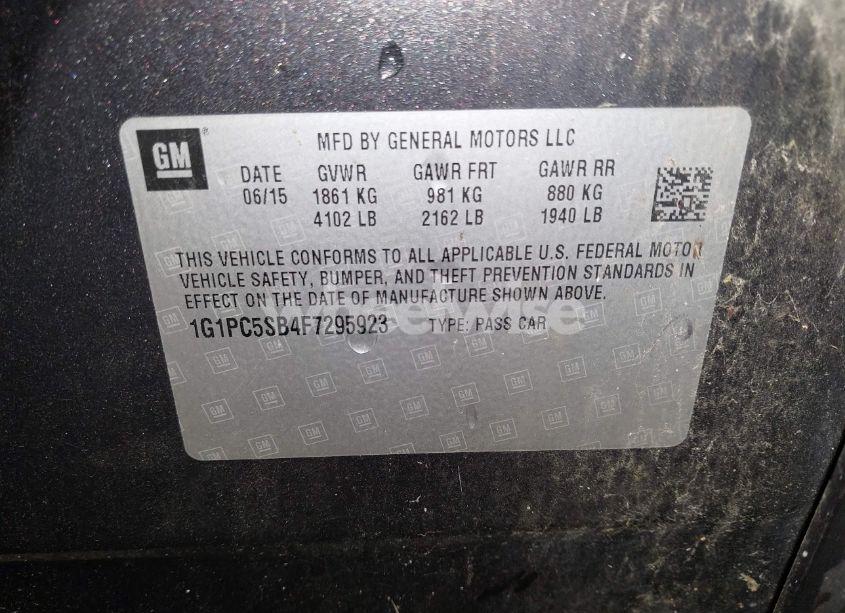 GM
MFD BY GENERAL MOTORS LLC
DATE GVWR GAWR FRT GAWR RR
06/15 1861 KG 981 KG 880 KG
4102 LB 2162 LB 1940 LB
THIS VEHICLE CONFORMS TO ALL APPLICABLE U.S. FEDERAL MOTOR
VEHICLE SAFETY, BUMPER, AND THEFT PREVENTION STANDARDS IN
EFFECT ON THE DATE OF MANUFACTURE SHOWN ABOVE.
1G1PC5SB4F7295923 TYPE: PASS CAR